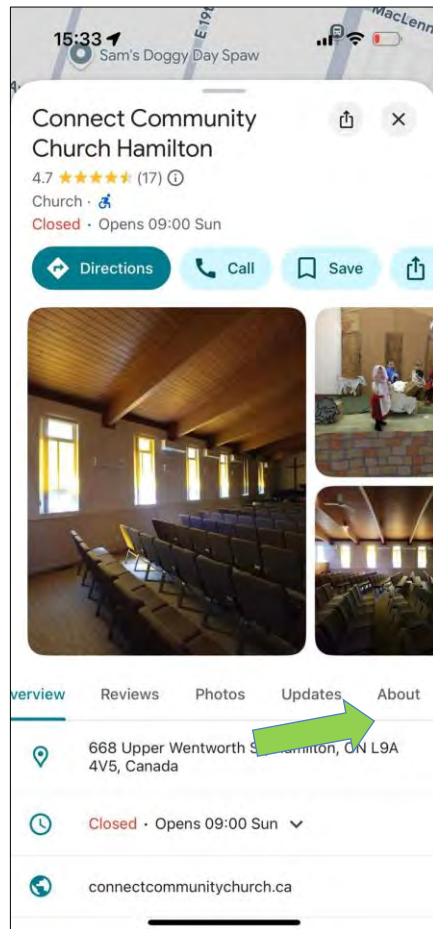 E 19t
MacLenn
15:33
Sam's Doggy Day Spaw
Connect Community
Church Hamilton
4.7 (17)
Church ·
Closed · Opens 09:00 Sun
Directions
Call
Save
verview
Reviews
Photos
Updates
About
668 Upper Wentworth S Hamilton, ON L9A
4V5, Canada
Closed · Opens 09:00 Sun
connectcommunitychurch.ca